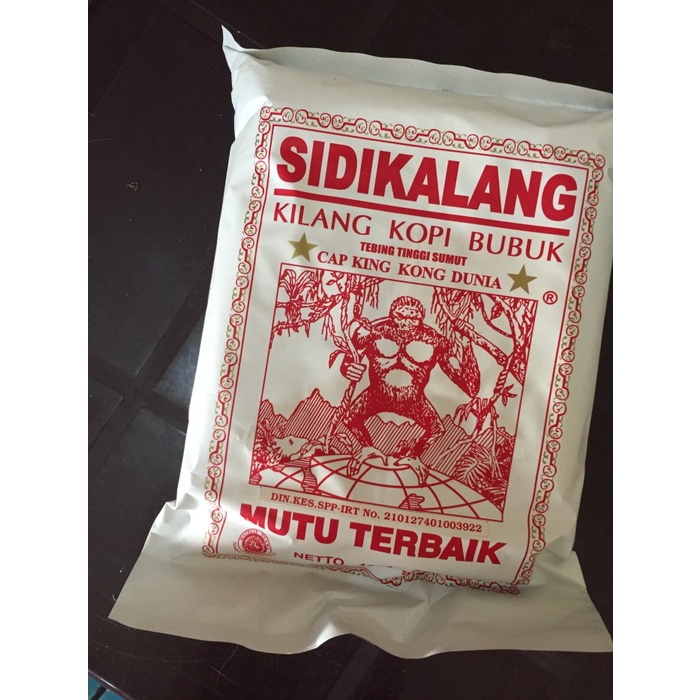 SIDIKALANG
KILANG KOPI BUBUK
TEBING TINGGI SUMUT
CAP KING KONG DUNIA
®
DIN.KES.SPP-IRT No. 210127401003922
MUTU TERBAIK
NETTO